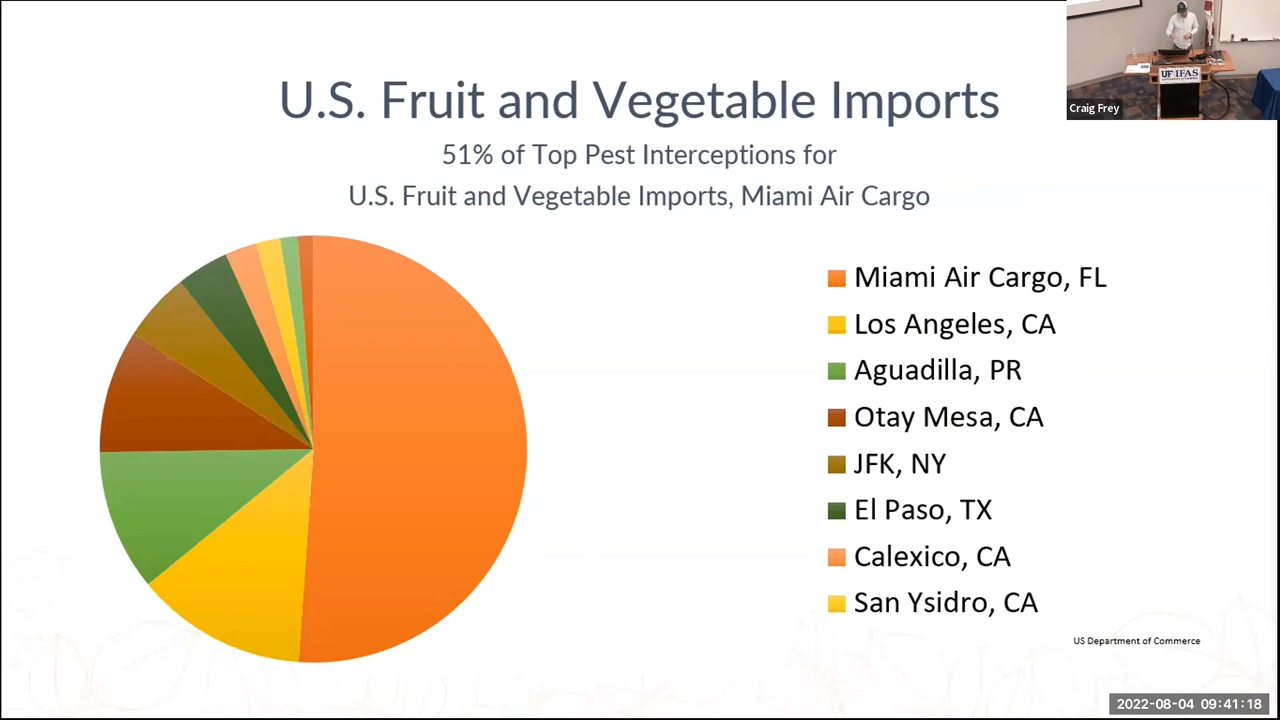 U.S. Fruit and Vegetable Imports
51% of Top Pest Interceptions for
U.S. Fruit and Vegetable Imports, Miami Air Cargo
UF|IFAS
Craig Frey
Miami Air Cargo, FL
Los Angeles, CA
Aguadilla, PR
Otay Mesa, CA
JFK, NY
El Paso, TX
Calexico, CA
San Ysidro, CA
US Department of Commerce
2022-08-04 09:41:18